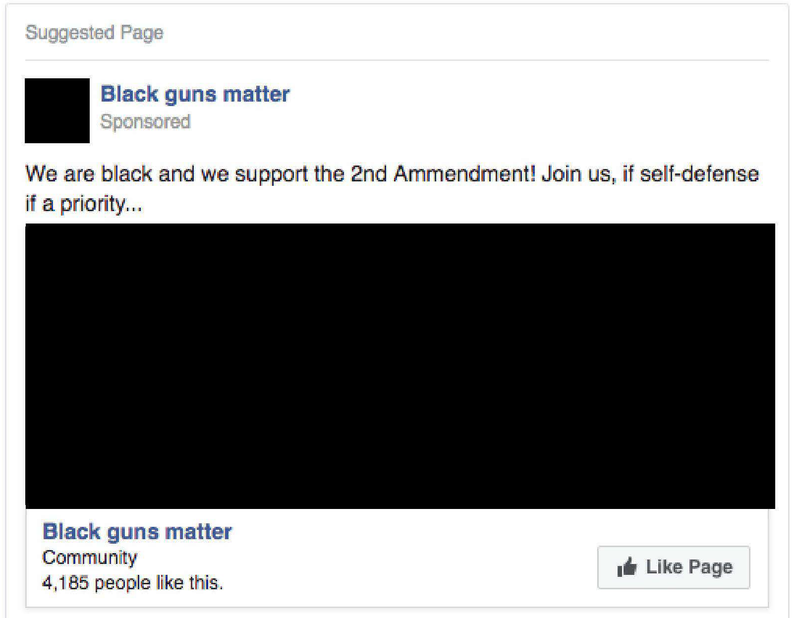 Suggested Page
Black guns matter
Sponsored
We are black and we support the 2nd Ammendment! Join us, if self-defense
if a priority...
Black guns matter
Community
4,185 people like this.
Like Page